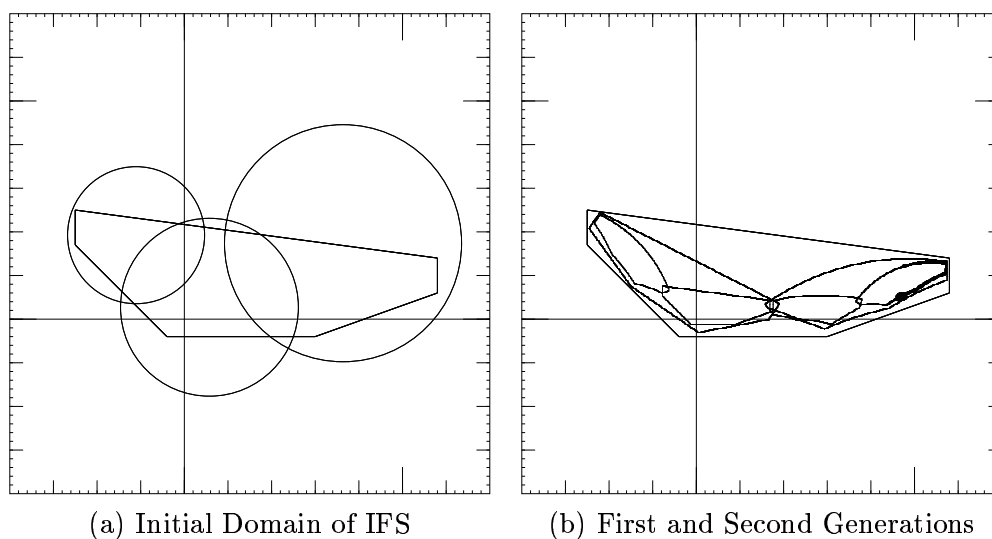 (a) Initial Domain of IFS
(b) First and Second Generations